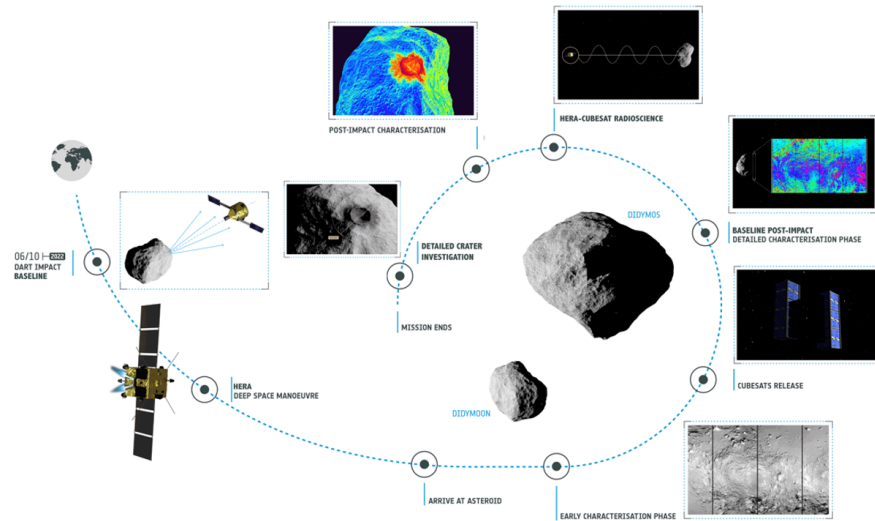 POST-IMPACT CHARACTERISATION
HERA-CUBESAT RADIOSCIENCE
DIDYMOS
BASELINE POST-IMPACT
DETAILED CHARACTERISATION PHASE
06/10 2022
DART IMPACT
BASELINE
DETAILED CRATER
INVESTIGATION
MISSION ENDS
HERA
DEEP SPACE MANOEUVRE
CUBESATS RELEASE
DIDYMOON
ARRIVE AT ASTEROID
EARLY CHARACTERISATION PHASE